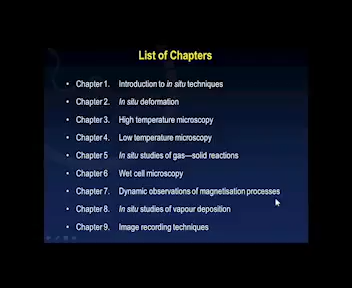 List of Chapters
• Chapter 1. Introduction to in situ techniques
• Chapter 2. In situ deformation
• Chapter 3. High temperature microscopy
• Chapter 4. Low temperature microscopy
• Chapter 5 In situ studies of gas—solid reactions
• Chapter 6 Wet cell microscopy
• Chapter 7. Dynamic observations of magnetisation processes
• Chapter 8. In situ studies of vapour deposition
• Chapter 9. Image recording techniques